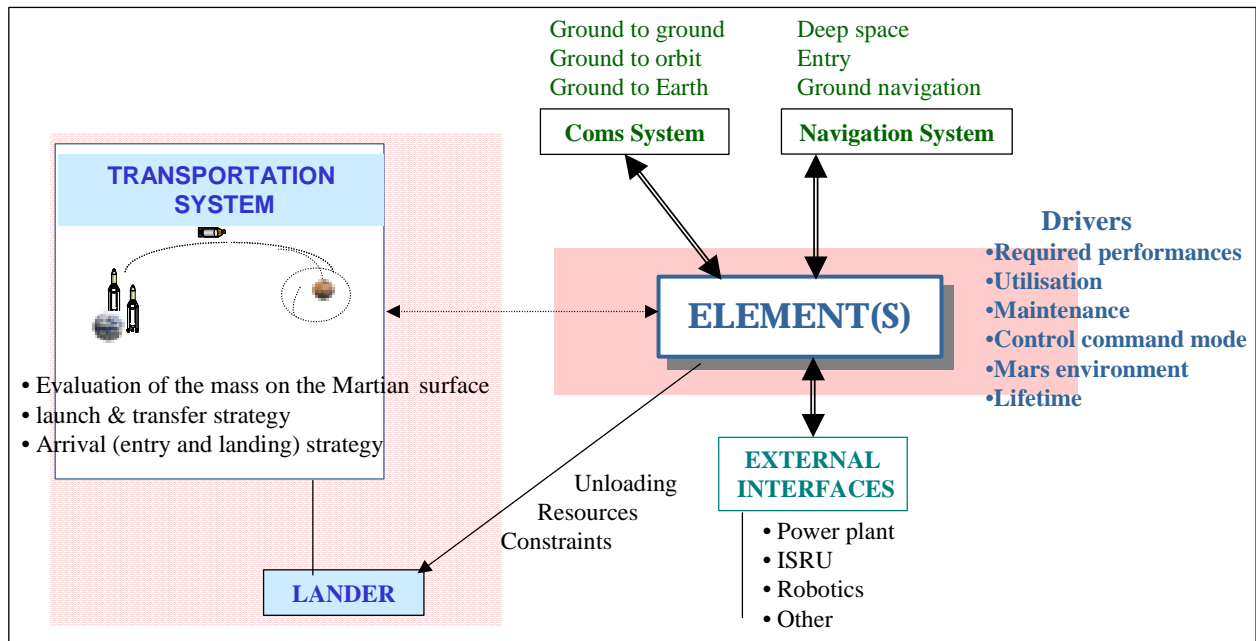 Ground to ground
Ground to orbit
Ground to Earth
Coms System
Deep space
Entry
Ground navigation
Navigation System
TRANSPORTATION
SYSTEM
• Evaluation of the mass on the Martian surface
• launch & transfer strategy
• Arrival (entry and landing) strategy
ELEMENT(S)
Drivers
•Required performances
•Utilisation
•Maintenance
•Control command mode
•Mars environment
•Lifetime
Unloading
Resources
Constraints
LANDER
EXTERNAL
INTERFACES
• Power plant
• ISRU
• Robotics
• Other